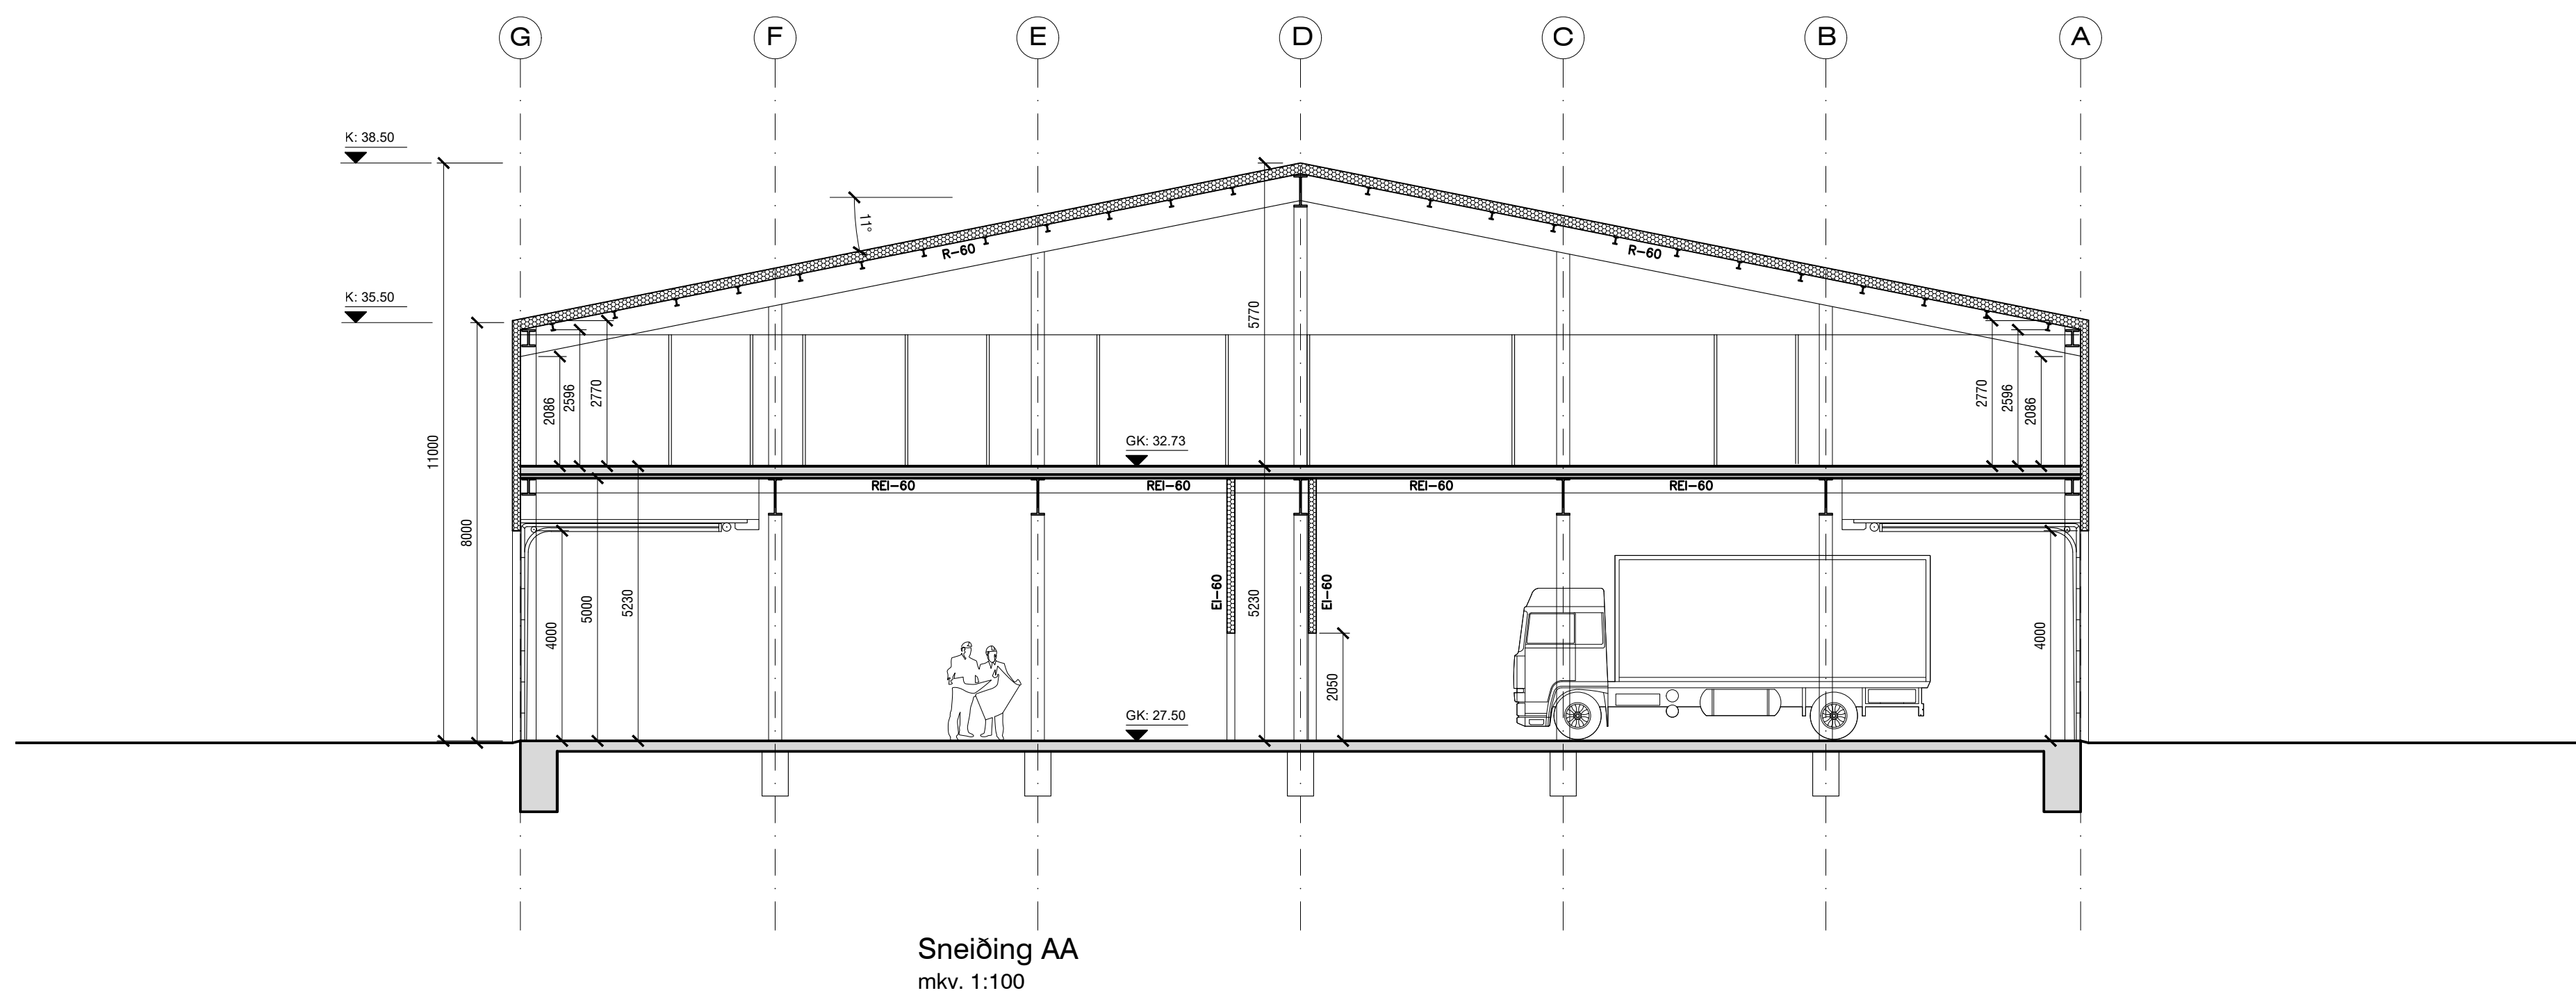 G F E D C B A
K: 38.50
11°
R-60 R-60
K: 35.50
5770
2086 2596 2770
2770 2596 2086
11000
GK: 32.73
REI-60 REI-60 REI-60 REI-60
8000
4000 5000 5230
EI-60 5230 EI-60
4000
2050
GK: 27.50
Sneiðing AA
mkv. 1:100